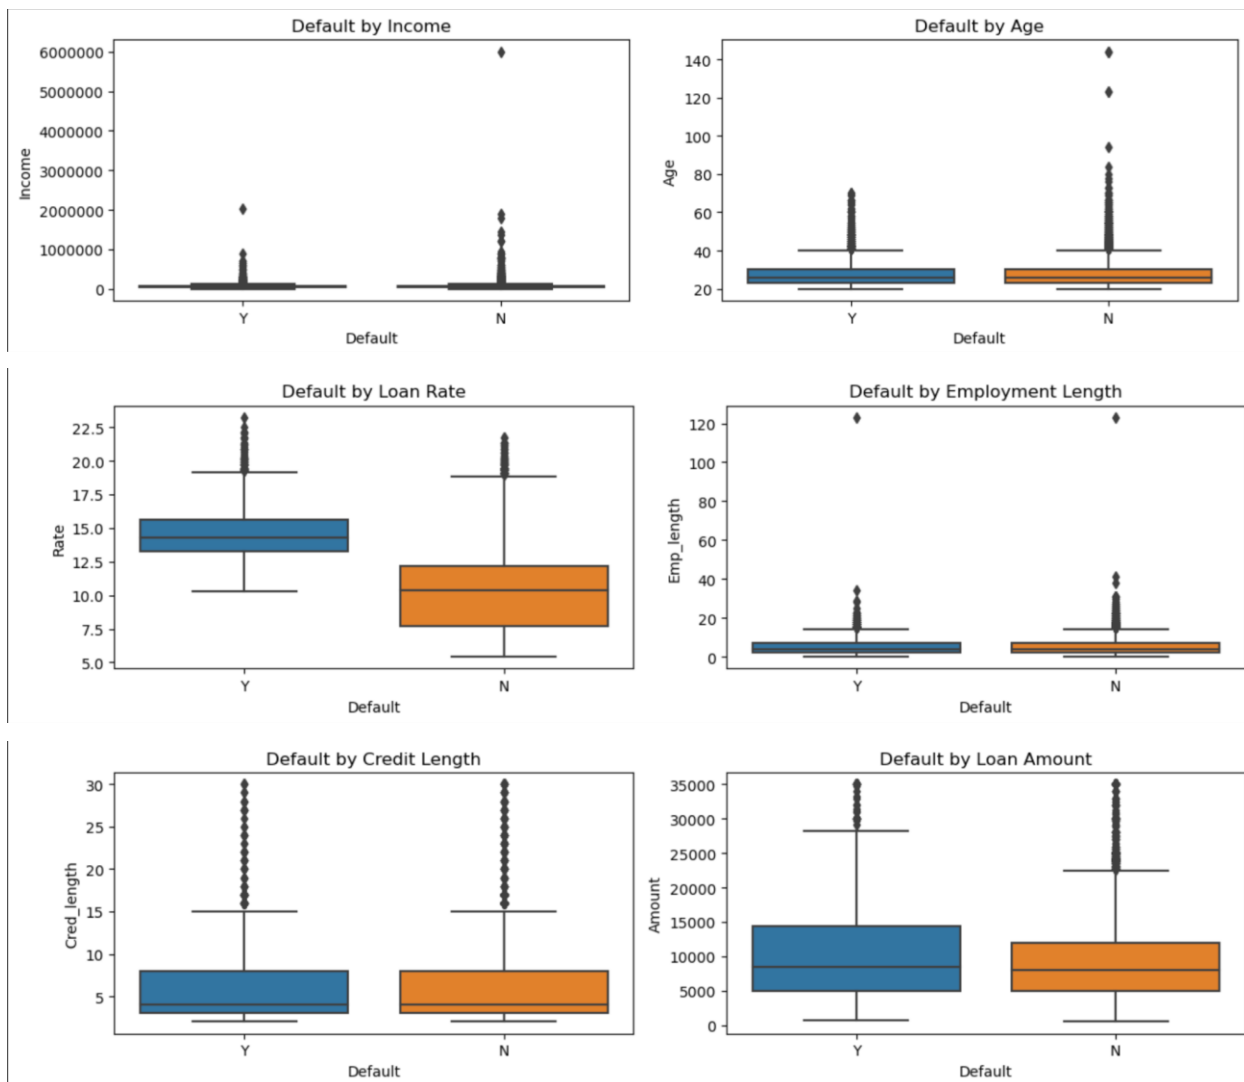 Default by Income
6000000
5000000
4000000
3000000
2000000
1000000
0
Income
Y N
Default
Default by Age
140
120
100
80
60
40
20
Age
Y N
Default
Default by Loan Rate
22.5
20.0
17.5
15.0
12.5
10.0
7.5
5.0
Rate
Y N
Default
Default by Employment Length
120
100
80
60
40
20
0
Emp_length
Y N
Default
Default by Credit Length
30
25
20
15
10
5
Cred_length
Y N
Default
Default by Loan Amount
35000
30000
25000
20000
15000
10000
5000
0
Amount
Y N
Default